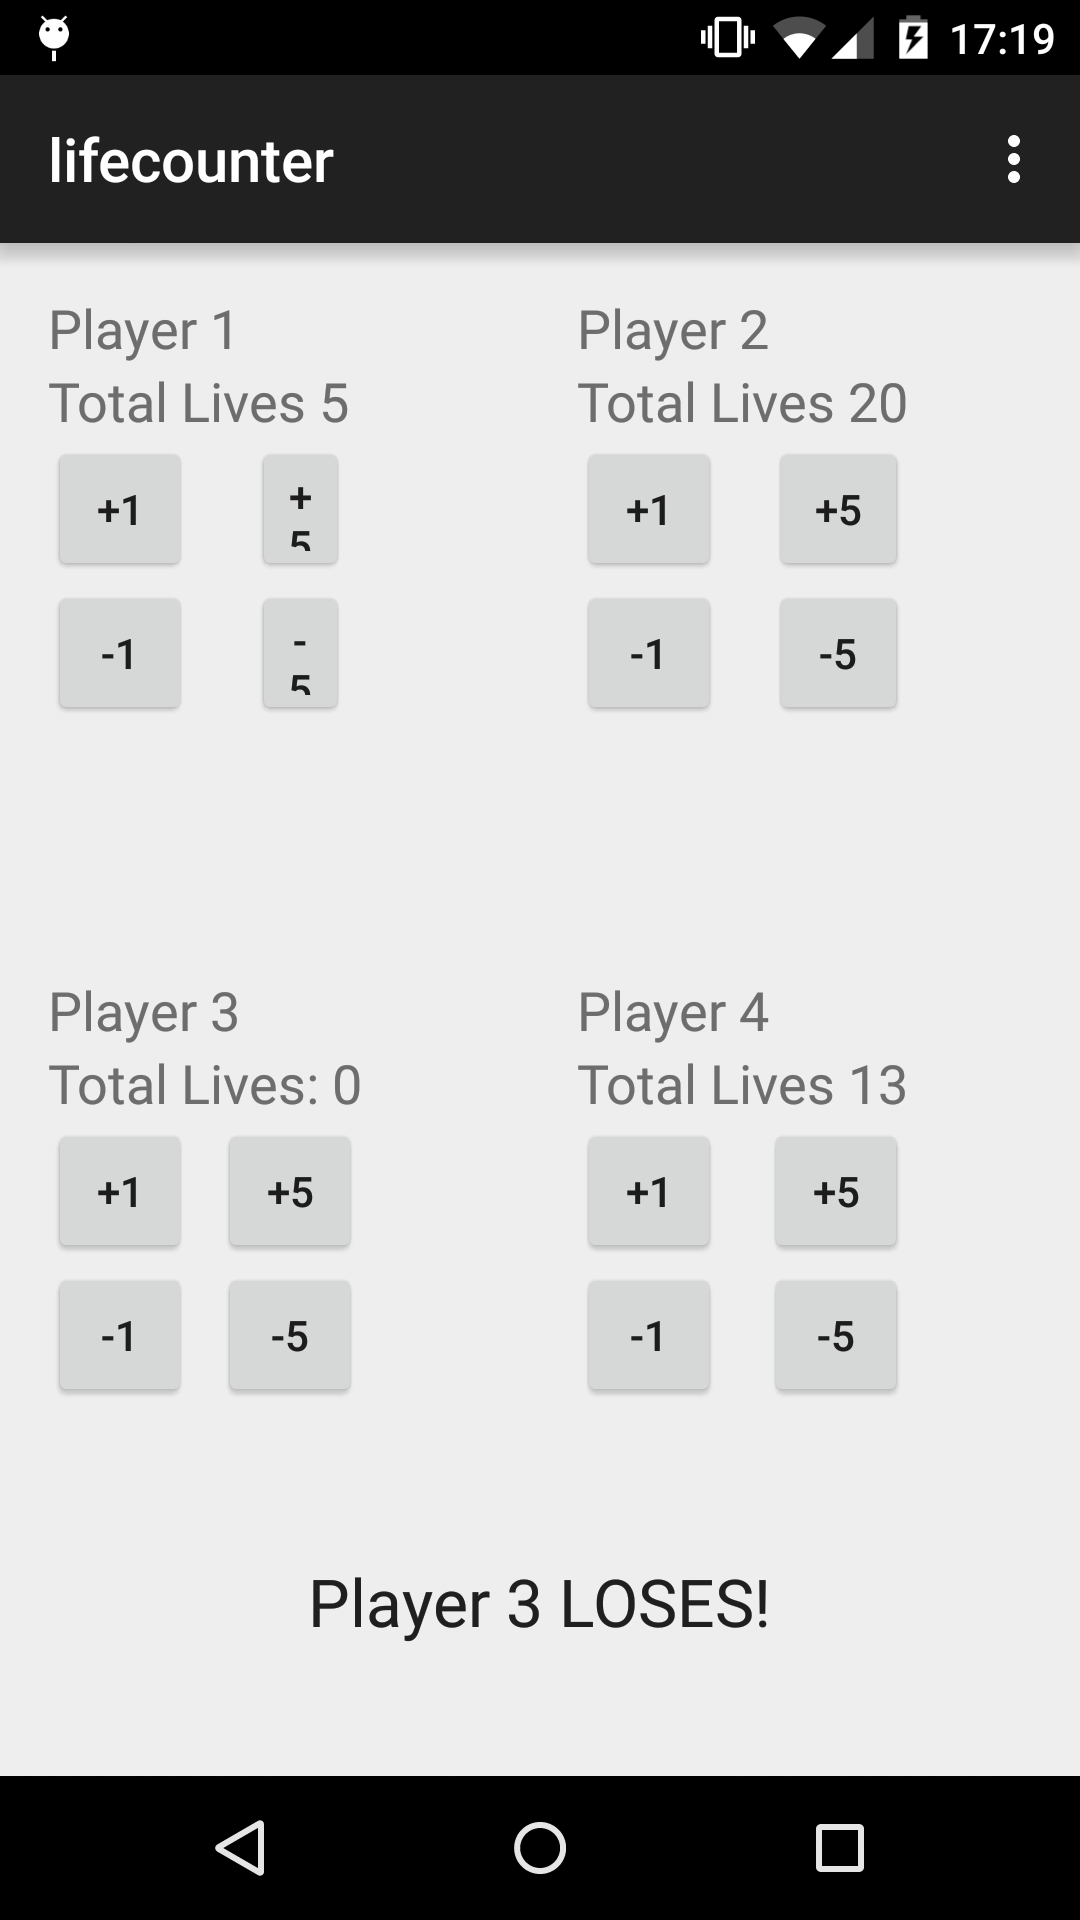 17:19
lifecounter
Player 1
Total Lives 5
+1
+
5
-1
-
5
Player 2
Total Lives 20
+1 +5
-1 -5
Player 3
Total Lives: 0
+1 +5
-1 -5
Player 4
Total Lives 13
+1 +5
-1 -5
Player 3 LOSES!